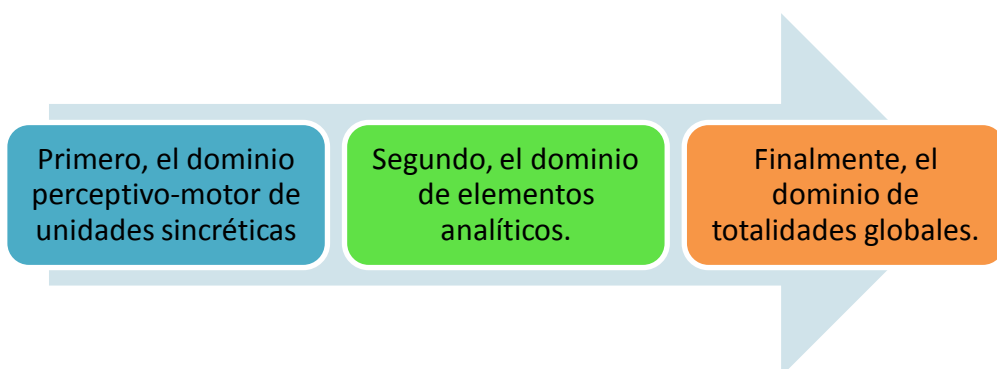 Primero, el dominio
perceptivo-motor de
unidades sincréticas
Segundo, el dominio
de elementos
analíticos.
Finalmente, el
dominio de
totalidades globales.